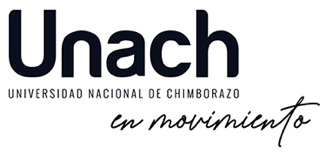 Unach
UNIVERSIDAD NACIONAL DE CHIMBORAZO
en movimiento